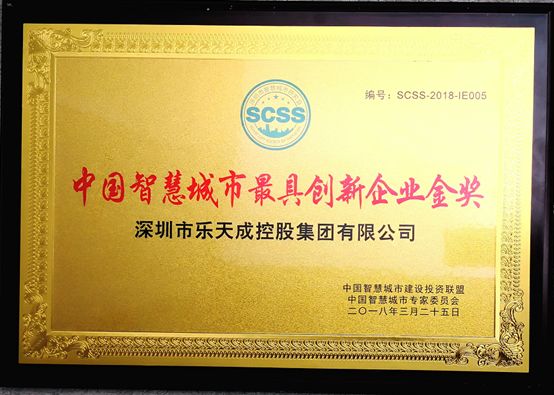 SCSS
编号：SCSS-2018-IE005
中国智慧城市最具创新企业金奖
深圳市乐天成控股集团有限公司
中国智慧城市建设投资联盟
中国智慧城市专家委员会
二〇一八年三月二十五日